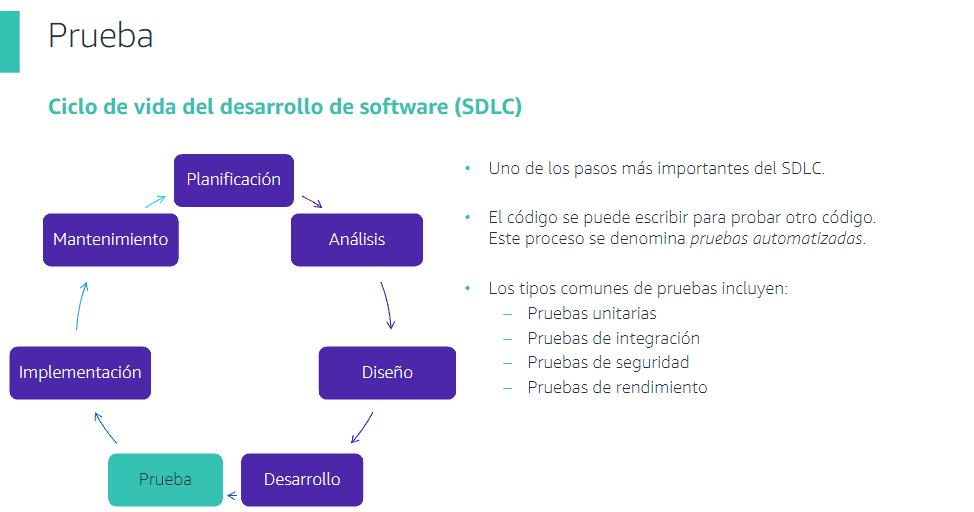 Prueba
Ciclo de vida del desarrollo de software (SDLC)
Planificación
Análisis
Diseño
Desarrollo
Prueba
Implementación
Mantenimiento
• Uno de los pasos más importantes del SDLC.
• El código se puede escribir para probar otro código.
Este proceso se denomina pruebas automatizadas.
• Los tipos comunes de pruebas incluyen:
– Pruebas unitarias
– Pruebas de integración
– Pruebas de seguridad
– Pruebas de rendimiento